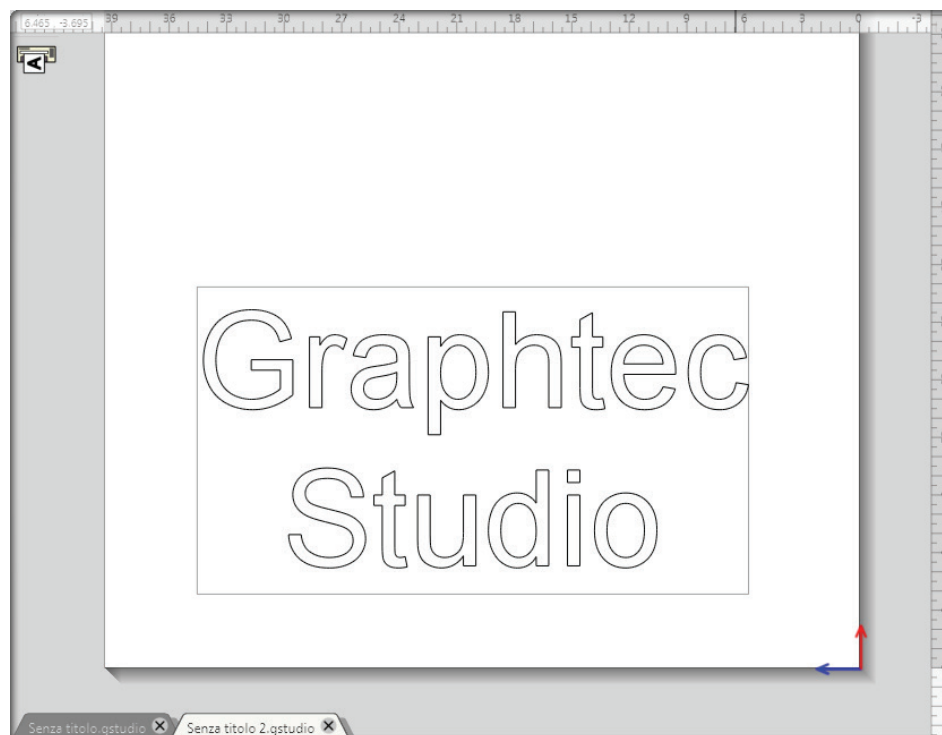 6.465 -3.695 39 36 33 30 27 24 21 18 15 12 9 6 3 0 -3
A
Graphtec
Studio
Senza titolo.gstudio Senza titolo 2.gstudio